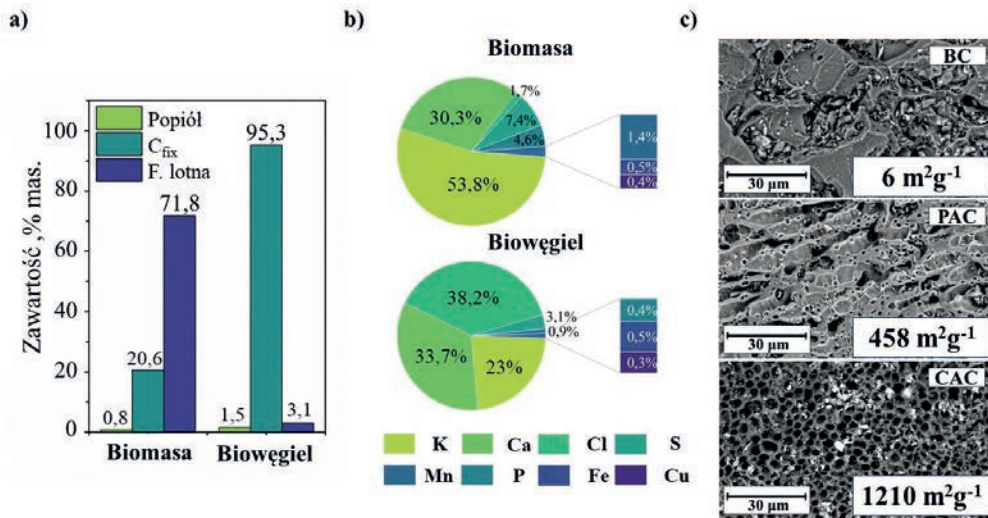 a)
Zawartość ,% mas.
100
80
60
40
20
0
Popiół
C_fix
F. lotna
0,8
20,6
71,8
1,5
95,3
3,1
Biomasa
Biowęgiel
b)
Biomasa
1,7%
30,3%
7,4%
4,6%
53,8%
1,4%
0,5%
0,4%
Biowęgiel
38,2%
3,1%
0,9%
33,7%
23%
0,4%
0,5%
0,3%
K Ca Cl S
Mn P Fe Cu
c)
BC
30 μm
6 m²g⁻¹
PAC
30 μm
458 m²g⁻¹
CAC
30 μm
1210 m²g⁻¹